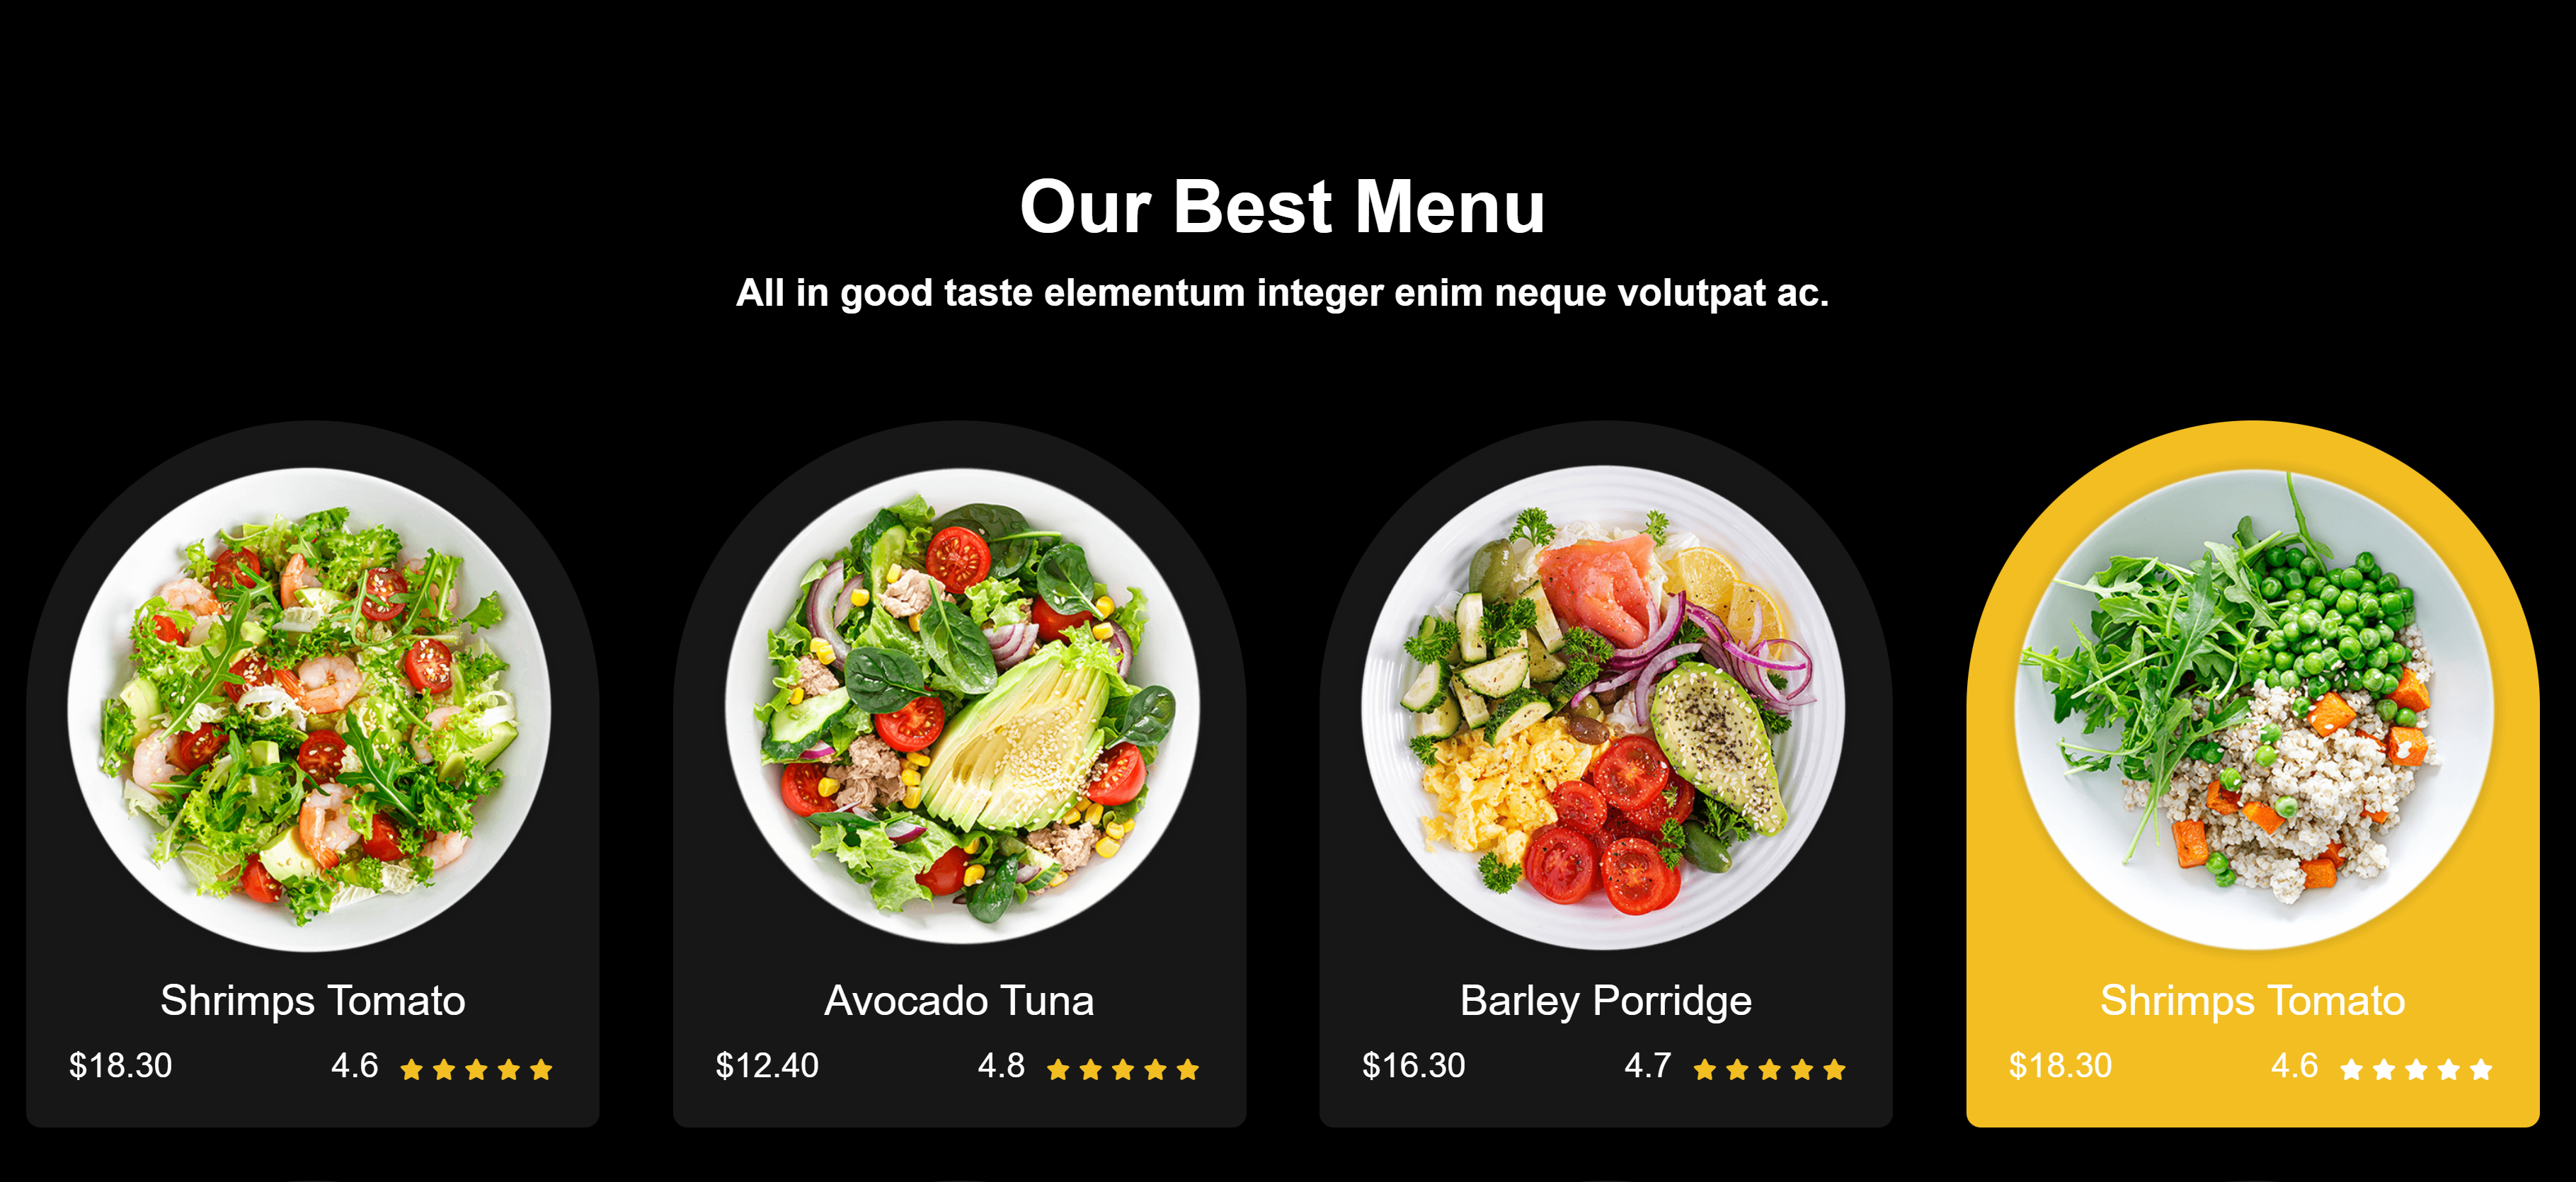 Our Best Menu
All in good taste elementum integer enim neque volutpat ac.
Shrimps Tomato
$18.30 4.6
Avocado Tuna
$12.40 4.8
Barley Porridge
$16.30 4.7
Shrimps Tomato
$18.30 4.6